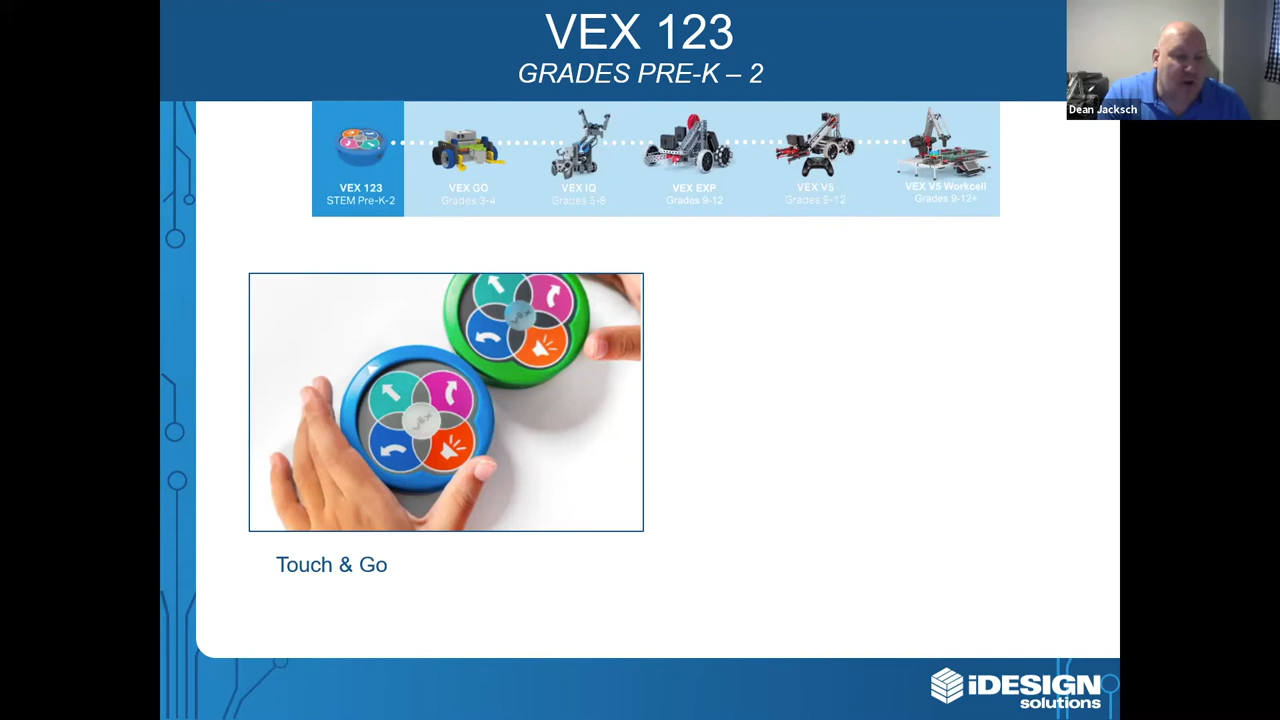 VEX 123
GRADES PRE-K – 2
Dean Jacksch
VEX 123
STEM Pre-K-2
VEX GO
Grades 3-4
VEX IQ
Grades 5-8
VEX EXP
Grades 9-12
VEX V5
Grades 9-12
VEX V5 Workcell
Grades 9-12+
vex
vex
Touch & Go
iDESIGN
solutions